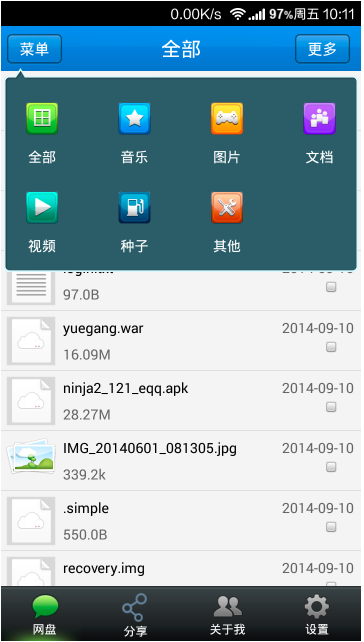 0.00K/s 97% 周五 10:11
菜单 全部 更多
全部 音乐 图片 文档
视频 种子 其他
97.0B
yuegang.war 2014-09-10
16.09M
ninja2_121_eqq.apk 2014-09-10
28.27M
IMG_20140601_081305.jpg 2014-09-10
339.2k
.simple 2014-09-10
550.0B
recovery.img 2014-09-10
网盘 分享 关于我 设置